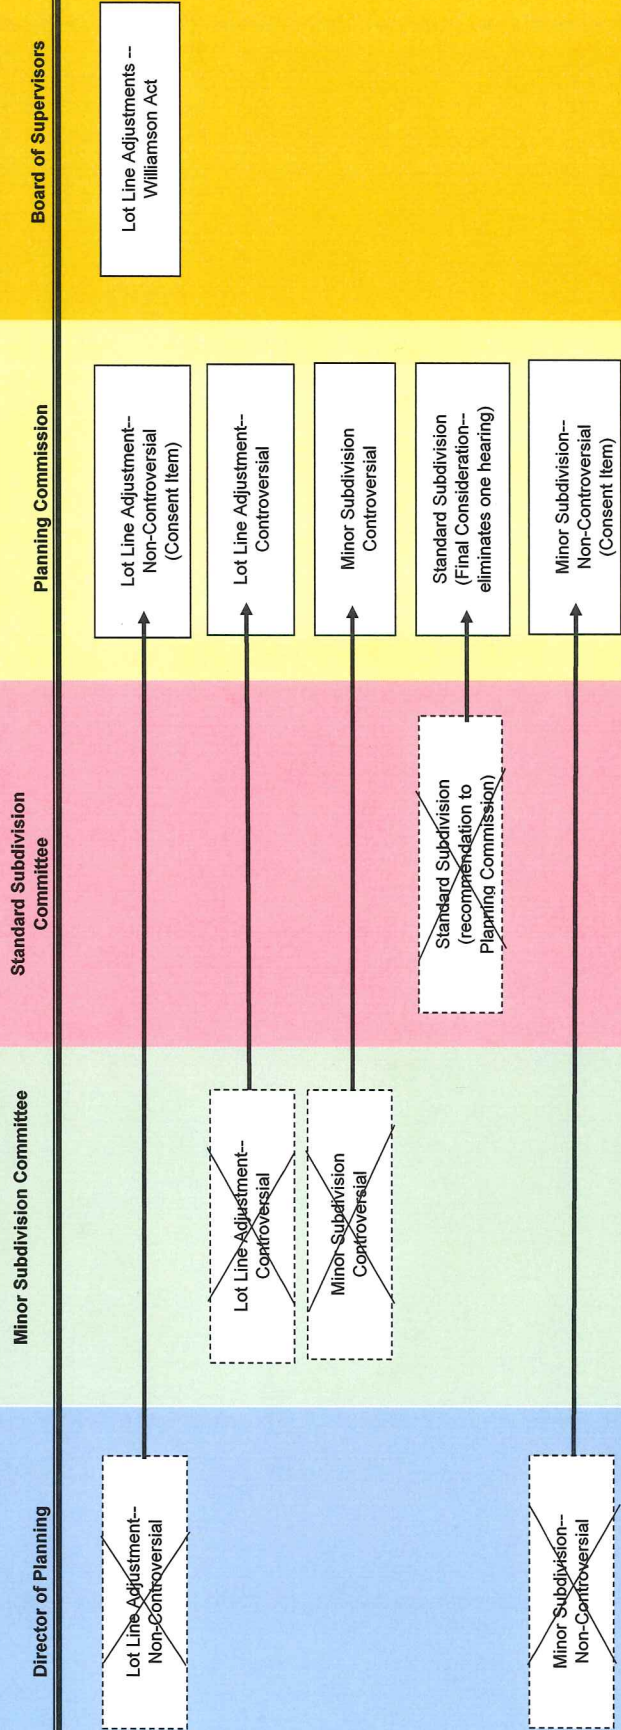 Director of Planning
Minor Subdivision Committee
Standard Subdivision
Committee
Planning Commission
Board of Supervisors
Lot Line Adjustment--
Non-Controversial
Lot Line Adjustment--
Non-Controversial
(Consent Item)
Lot Line Adjustments --
Williamson Act
Lot Line Adjustment--
Controversial
Lot Line Adjustment--
Controversial
Minor Subdivision
Controversial
Minor Subdivision
Controversial
Standard Subdivision
(recommendation to
Planning Commission)
Standard Subdivision
(Final Consideration--
eliminates one hearing)
Minor Subdivision--
Non-Controversial
Minor Subdivision--
Non-Controversial
(Consent Item)